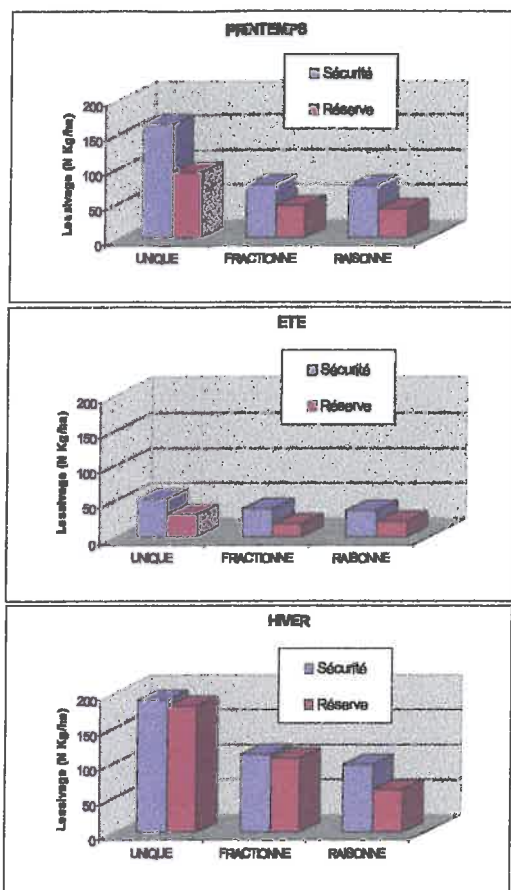 PRINTEMPS
Sécurité
Réserve
Lessivage (N Kg/ha)
200
150
100
50
0
UNIQUE FRACTIONNE RAISONNE
ETE
Sécurité
Réserve
Lessivage (N Kg/ha)
200
150
100
50
0
UNIQUE FRACTIONNE RAISONNE
HIVER
Sécurité
Réserve
Lessivage (N Kg/ha)
200
150
100
50
0
UNIQUE FRACTIONNE RAISONNE